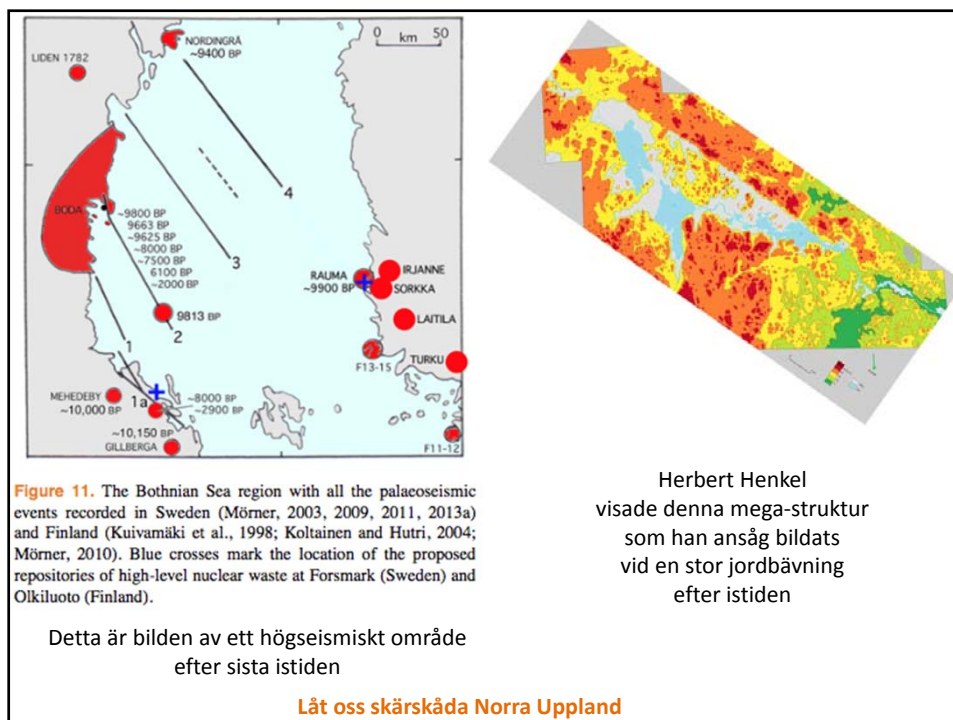 NORDINGRÅ
~9400 BP
0 50
km
LIDEN 1782
4
BODA
~9800 BP
9663 BP
~9625 BP
~8000 BP
~7500 BP
6100 BP
~2000 BP
3
RAUMA
~9900 BP
IRJANNE
SORKKA
9813 BP
2
LAITILA
1
F13-15
TURKU
MEHEDEBY
~10,000 BP
1a
~8000 BP
~2900 BP
~10,150 BP
GILLBERGA
F11-12
Figure 11. The Bothnian Sea region with all the palaeoseismic
events recorded in Sweden (Mörner, 2003, 2009, 2011, 2013a)
and Finland (Kuivamäki et al., 1998; Koltainen and Hutri, 2004;
Mörner, 2010). Blue crosses mark the location of the proposed
repositories of high-level nuclear waste at Forsmark (Sweden) and
Olkiluoto (Finland).
Herbert Henkel
visade denna mega-struktur
som han ansåg bildats
vid en stor jordbävning
efter istiden
Detta är bilden av ett högseismiskt område
efter sista istiden
Låt oss skärskåda Norra Uppland